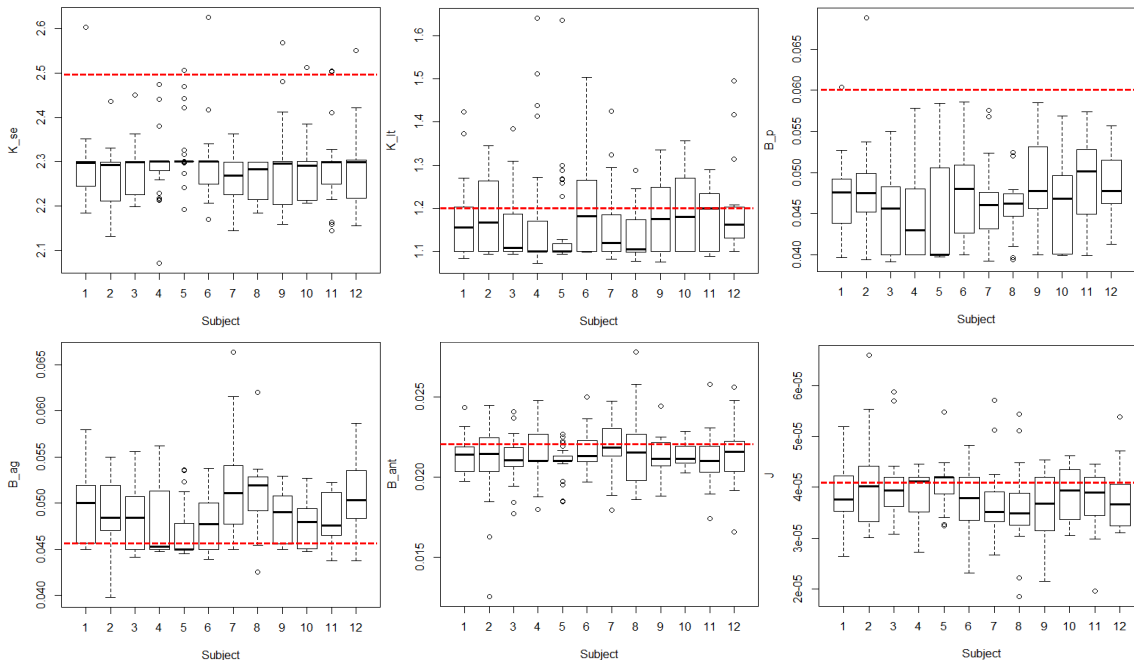 K_se
2.6
2.5
2.4
2.3
2.2
2.1
1 2 3 4 5 6 7 8 9 10 11 12
Subject
K_lt
1.6
1.5
1.4
1.3
1.2
1.1
1 2 3 4 5 6 7 8 9 10 11 12
Subject
B_p
0.065
0.060
0.055
0.050
0.045
0.040
1 2 3 4 5 6 7 8 9 10 11 12
Subject
B_ag
0.065
0.060
0.055
0.050
0.045
0.040
1 2 3 4 5 6 7 8 9 10 11 12
Subject
B_ant
0.025
0.020
0.015
1 2 3 4 5 6 7 8 9 10 11 12
Subject
J
6e-05
5e-05
4e-05
3e-05
2e-05
1 2 3 4 5 6 7 8 9 10 11 12
Subject